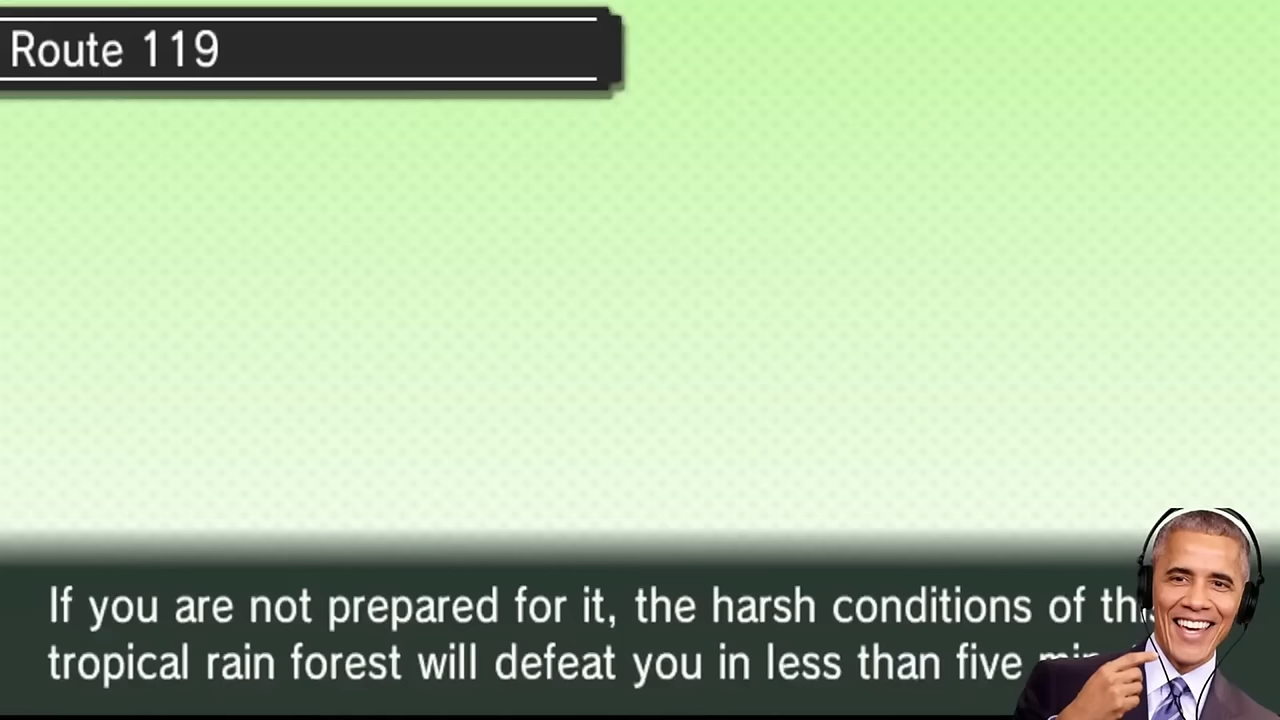 Route 119
If you are not prepared for it, the harsh conditions of
tropical rain forest will defeat you in less than five